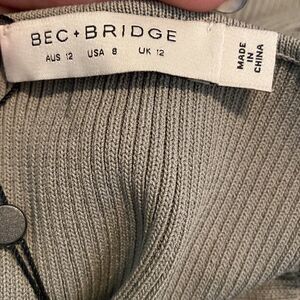 BEC+BRIDGE
AUS 12 USA 8 UK 12
MADE IN
CHINA